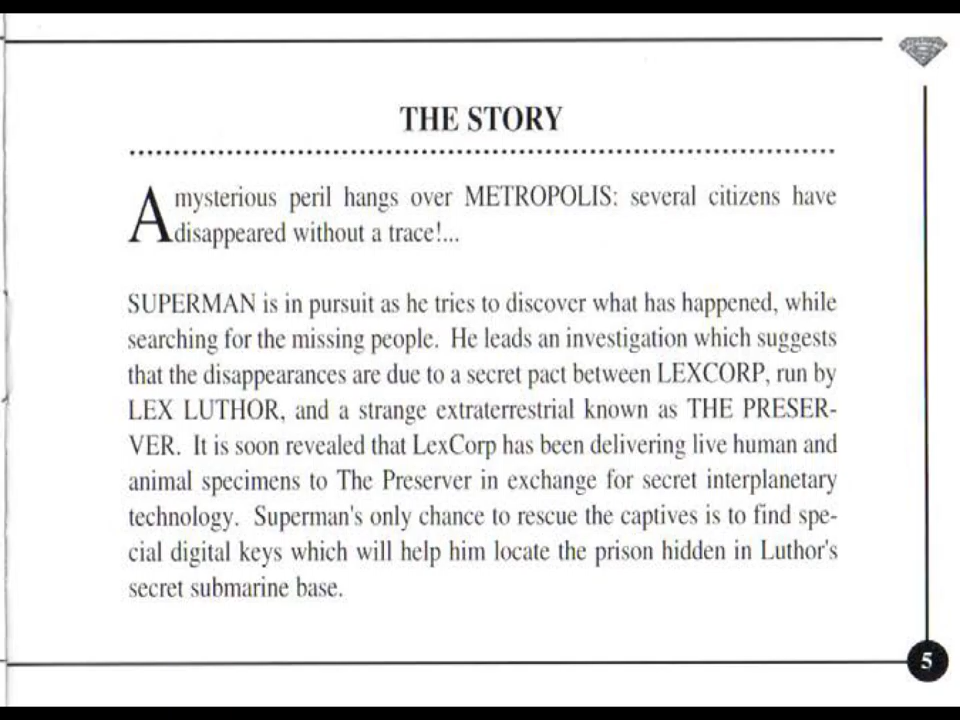 THE STORY
A mysterious peril hangs over METROPOLIS: several citizens have
disappeared without a trace!...
SUPERMAN is in pursuit as he tries to discover what has happened, while
searching for the missing people. He leads an investigation which suggests
that the disappearances are due to a secret pact between LEXCORP, run by
LEX LUTHOR, and a strange extraterrestrial known as THE PRESER-
VER. It is soon revealed that LexCorp has been delivering live human and
animal specimens to The Preserver in exchange for secret interplanetary
technology. Superman's only chance to rescue the captives is to find spe-
cial digital keys which will help him locate the prison hidden in Luthor's
secret submarine base.
5